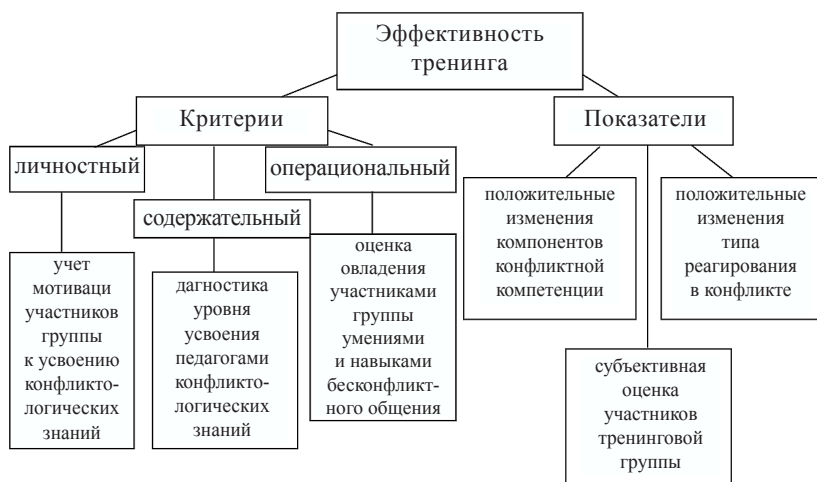 Эффективность
тренинга
Критерии
Показатели
личностный
содержательный
операциональный
учет
мотиваци
участников
группы
к усвоению
конфликто-
логических
знаний
дагностика
уровня
усвоения
педагогами
конфликто-
логических
знаний
оценка
овладения
участниками
группы
умениями
и навыками
бесконфликт-
тного общения
положительные
изменения
компонентов
конфликтной
компетенции
субъективная
оценка
участников
тренинговой
группы
положительные
изменения
типа
реагирования
в конфликте